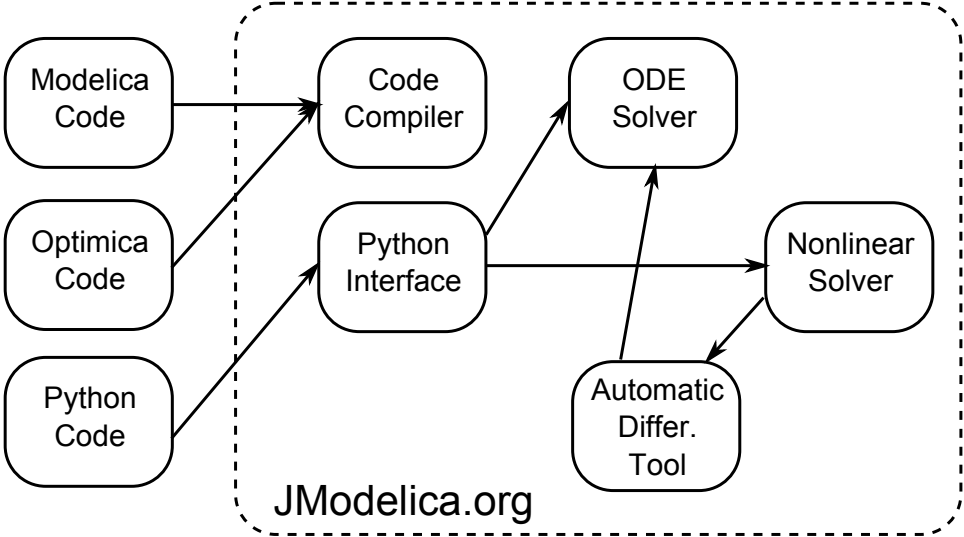 Modelica
Code
Code
Compiler
ODE
Solver
Optimica
Code
Python
Interface
Nonlinear
Solver
Python
Code
Automatic
Differ.
Tool
JModelica.org